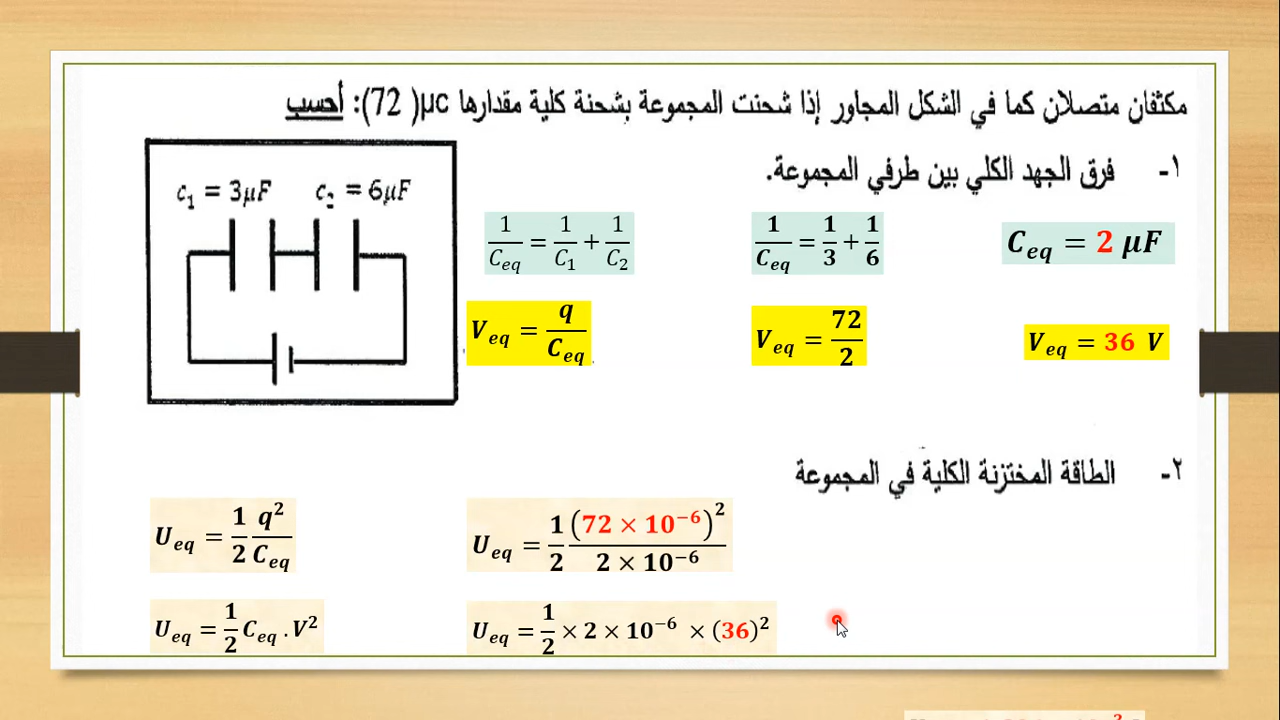 مكثفان متصلان كما في الشكل المجاور إذا شحنت المجموعة بشحنة كلية مقدارها μc( 72): أحسب
١- فرق الجهد الكلي بين طرفي المجموعة.
c₁ = 3μF c₂ = 6μF
1/C_eq = 1/C₁ + 1/C₂ 1/C_eq = 1/3 + 1/6 C_eq = 2 μF
V_eq = q/C_eq V_eq = 72/2 V_eq = 36 V
٢- الطاقة المختزنة الكلية في المجموعة
U_eq = 1/2 q²/C_eq U_eq = 1/2 (72 × 10⁻⁶)²/2 × 10⁻⁶
U_eq = 1/2 C_eq . V² U_eq = 1/2 × 2 × 10⁻⁶ × (36)²